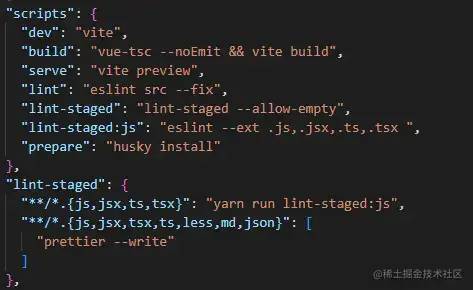 "scripts": {
"dev": "vite",
"build": "vue-tsc --noEmit && vite build",
"serve": "vite preview",
"lint": "eslint src --fix",
"lint-staged": "lint-staged --allow-empty",
"lint-staged:js": "eslint --ext .js,.jsx,.ts,.tsx ",
"prepare": "husky install"
},
"lint-staged": {
"**/*.{js,jsx,ts,tsx}": "yarn run lint-staged:js",
"**/*.{js,jsx,tsx,ts,less,md,json}": [
"prettier --write"
]
},
@稀土掘金技术社区